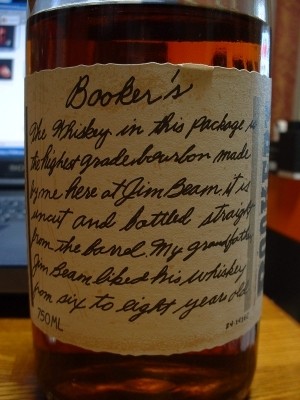 Booker's
The Whiskey in this package is
the highest grade bourbon made
by me here at Jim Beam. it is
uncut and bottled straight
from the barrel. My grandfather,
Jim Beam liked his whiskey
from six to eight years old.
750ML